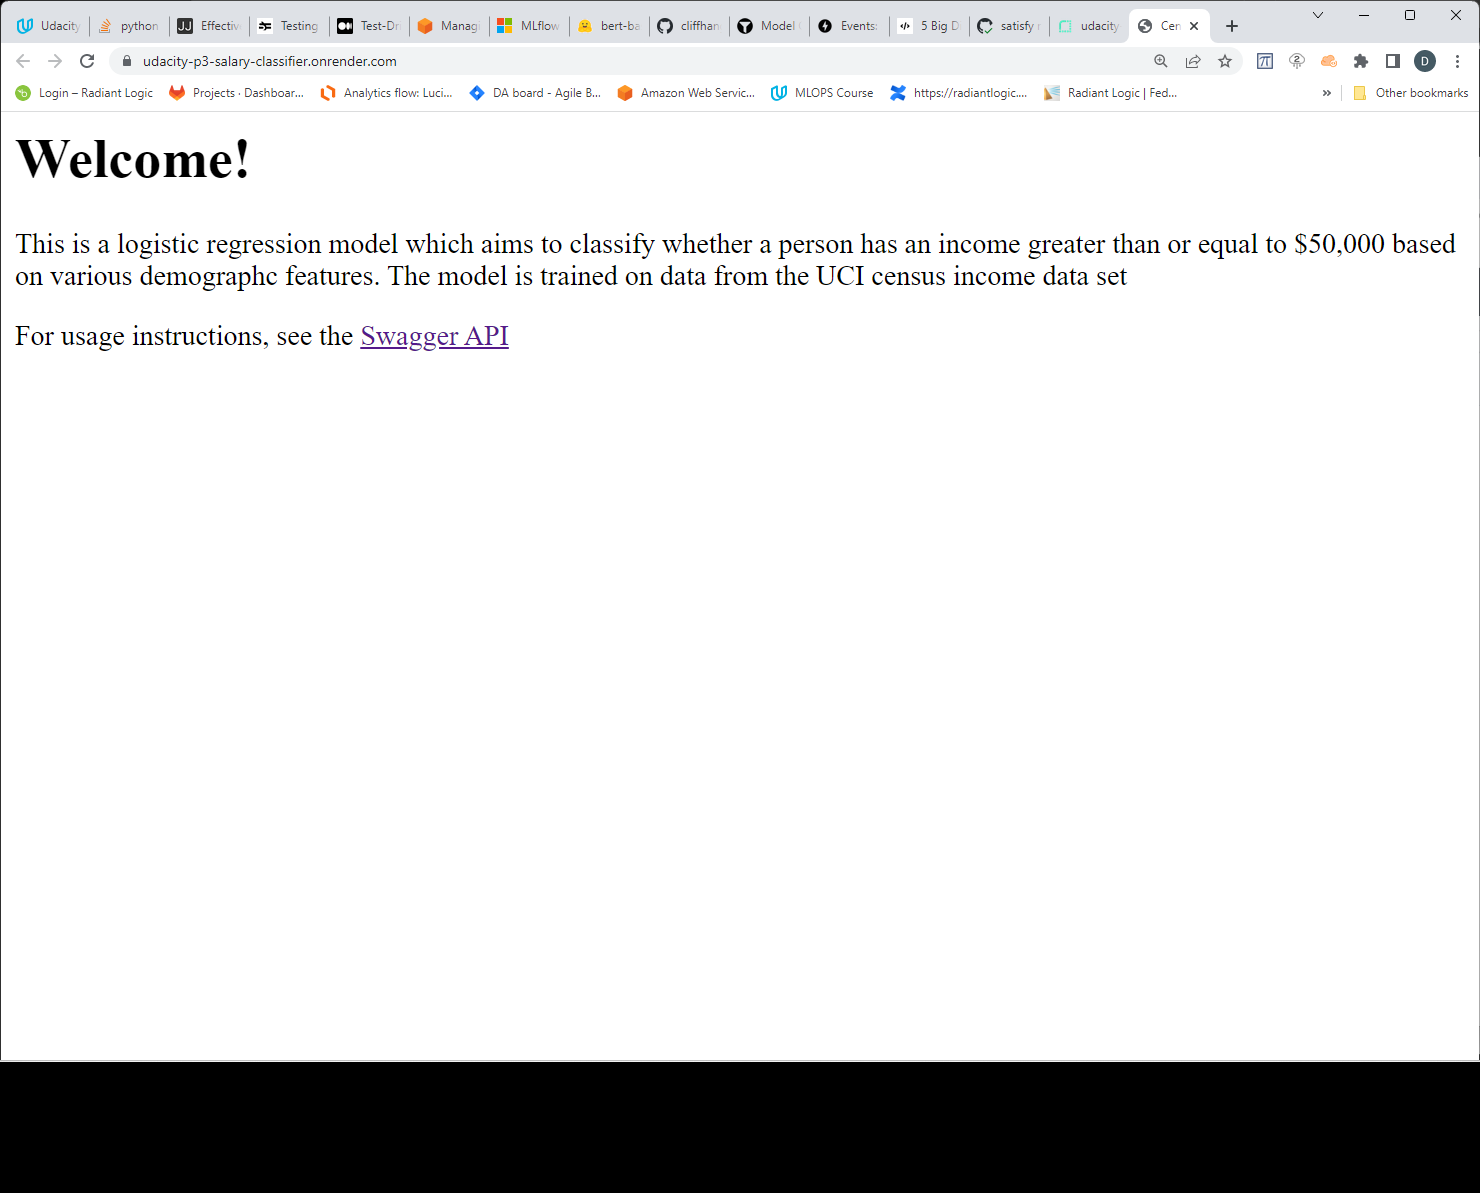 Udacity python Effectiv Testing Test-Dr Managi MLflow bert-ba cliffhan Model Events: 5 Big D satisfy udacity Cen
udacity-p3-salary-classifier.onrender.com
D
Login – Radiant Logic Projects · Dashboar... Analytics flow: Luci... DA board - Agile B... Amazon Web Servic... MLOPS Course https://radiantlogic.... Radiant Logic | Fed... » Other bookmarks
Welcome!
This is a logistic regression model which aims to classify whether a person has an income greater than or equal to $50,000 based
on various demographc features. The model is trained on data from the UCI census income data set
For usage instructions, see the Swagger API